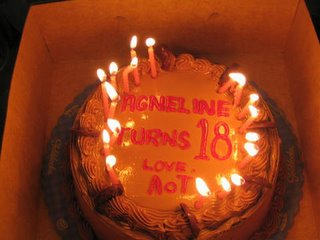 AGNELINE
TURNS 18
LOVE,
AOT